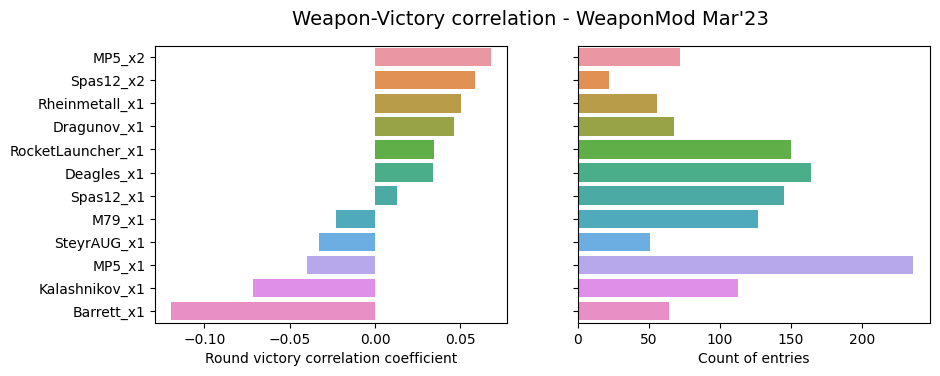 Weapon-Victory correlation - WeaponMod Mar'23
MP5_x2
Spas12_x2
Rheinmetall_x1
Dragunov_x1
RocketLauncher_x1
Deagles_x1
Spas12_x1
M79_x1
SteyrAUG_x1
MP5_x1
Kalashnikov_x1
Barrett_x1
−0.10 −0.05 0.00 0.05
Round victory correlation coefficient
0 50 100 150 200
Count of entries